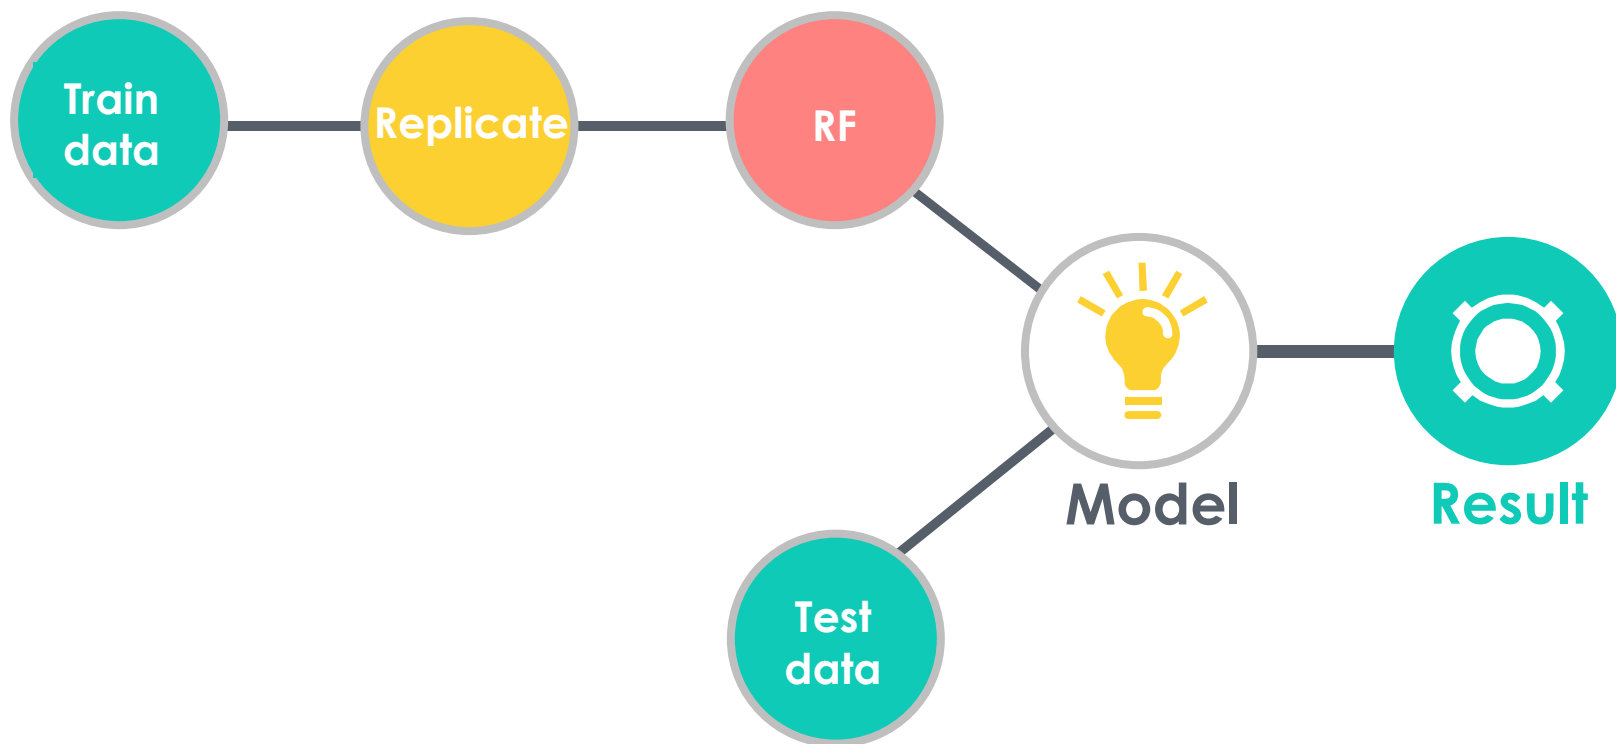 Train
data
Replicate
RF
Model
Result
Test
data